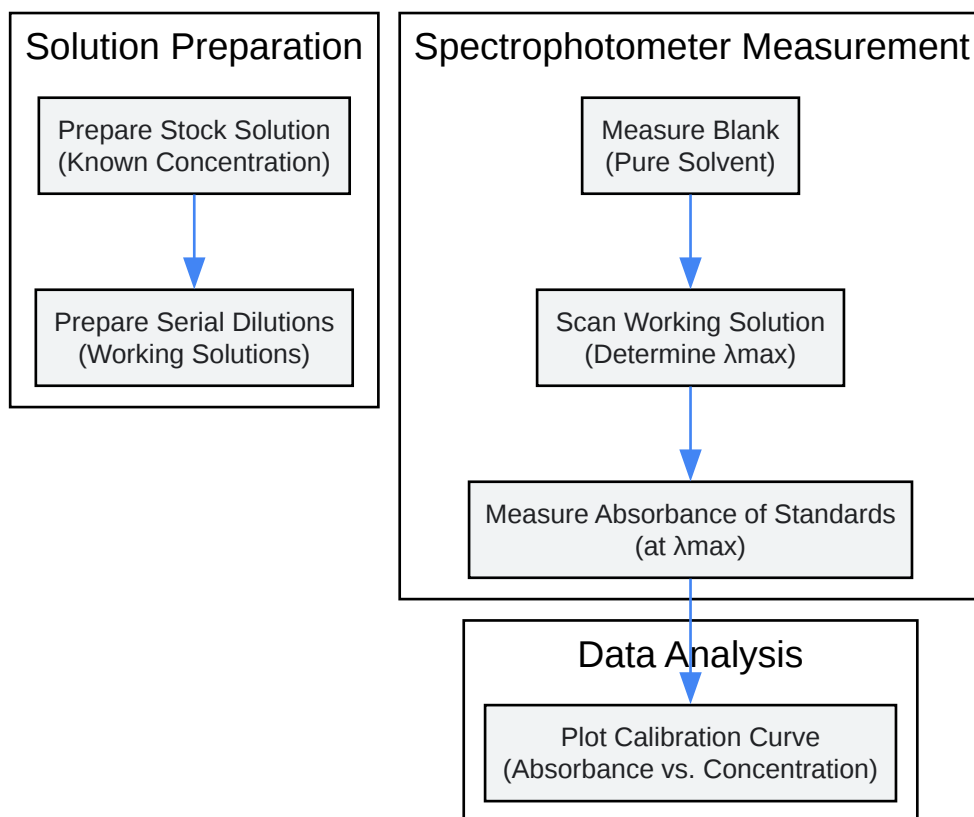 Solution Preparation
Prepare Stock Solution
(Known Concentration)
Prepare Serial Dilutions
(Working Solutions)
Spectrophotometer Measurement
Measure Blank
(Pure Solvent)
Scan Working Solution
(Determine λmax)
Measure Absorbance of Standards
(at λmax)
Data Analysis
Plot Calibration Curve
(Absorbance vs. Concentration)